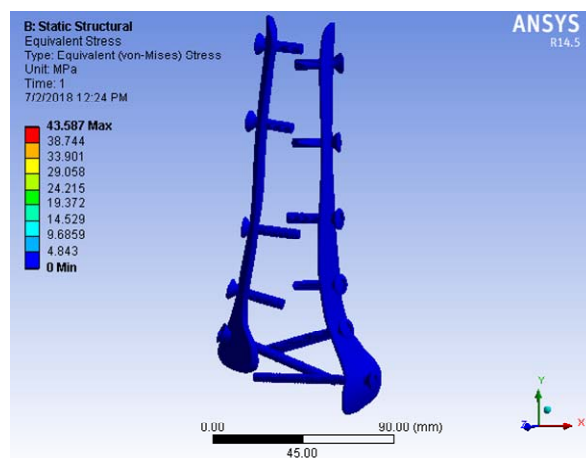 B: Static Structural
Equivalent Stress
Type: Equivalent (von-Mises) Stress
Unit: MPa
Time: 1
7/2/2018 12:24 PM
ANSYS
R14.5
43.587 Max
38.744
33.901
29.058
24.215
19.372
14.529
9.6859
4.843
0 Min
Y
Z
X
0.00
90.00 (mm)
45.00